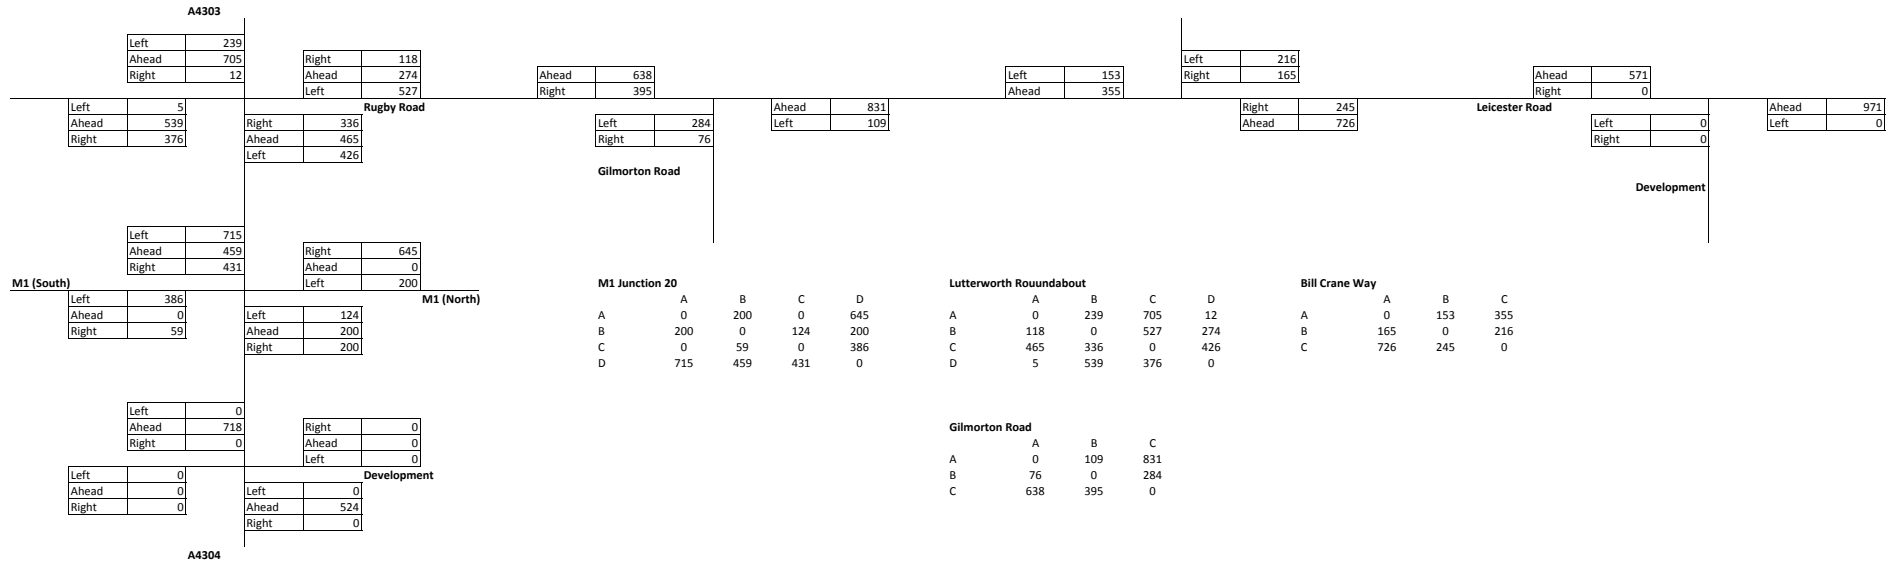 A4303
Left 239
Ahead 705 Right 118 Left 216
Right 12 Ahead 274 Ahead 638 Left 153 Right 165 Ahead 571
Left 527 Right 395 Ahead 355 Right 0
Left 5 Rugby Road Ahead 831 Right 245 Leicester Road Ahead 971
Ahead 539 Right 336 Left 284 Left 109 Ahead 726 Left 0 Left 0
Right 376 Ahead 465 Right 76 Right 0
Left 426
Gilmorton Road
Development
Left 715
Ahead 459 Right 645
Right 431 Ahead 0
M1 (South) Left 200 M1 Junction 20 Lutterworth Rouundabout Bill Crane Way
Left 386 M1 (North) A B C D A B C D A B C
Ahead 0 Left 124 A 0 200 0 645 A 0 239 705 12 A 0 153 355
Right 59 Ahead 200 B 200 0 124 200 B 118 0 527 274 B 165 0 216
Right 200 C 0 59 0 386 C 465 336 0 426 C 726 245 0
D 715 459 431 0 D 5 539 376 0
Left 0
Ahead 718 Right 0 Gilmorton Road
Right 0 Ahead 0 A B C
Left 0 A 0 109 831
Left 0 Development B 76 0 284
Ahead 0 Left 0 C 638 395 0
Right 0 Ahead 524
Right 0
A4304